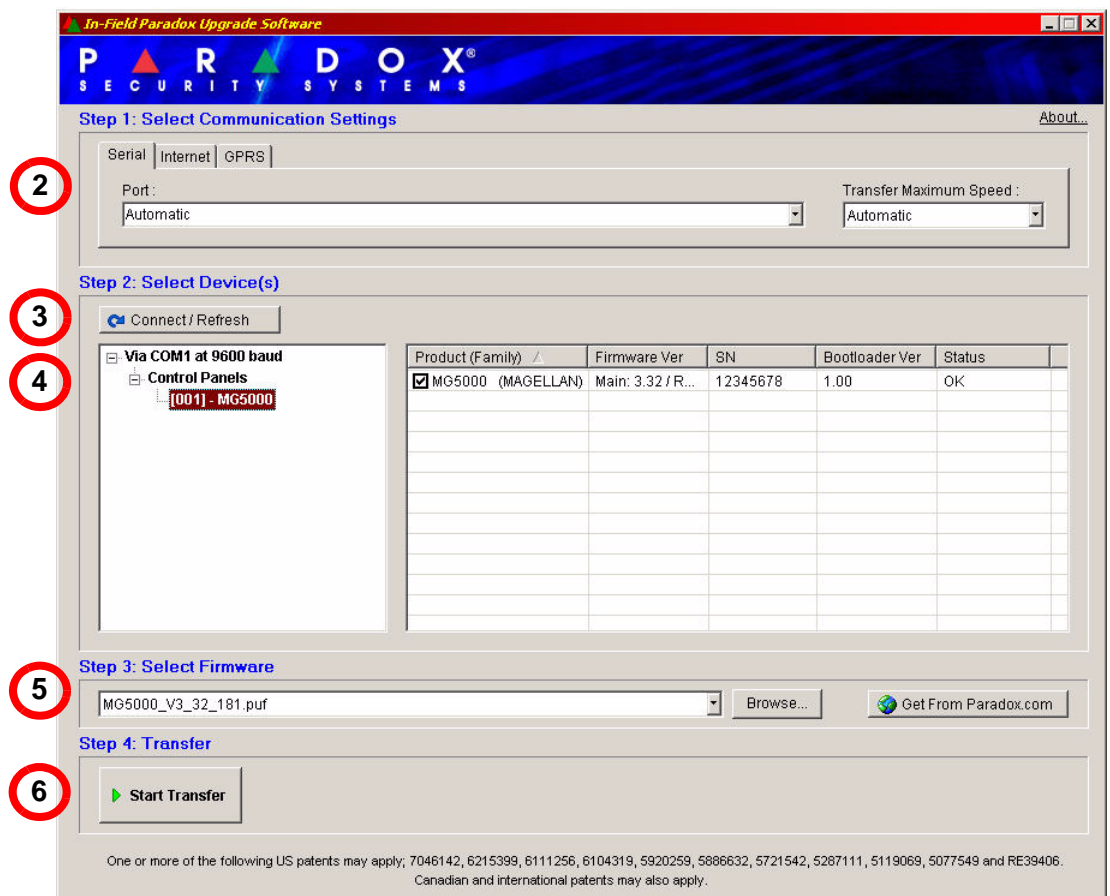 In-Field Paradox Upgrade Software
PARADOX®
SECURITY SYSTEMS
Step 1: Select Communication Settings
About...
Serial Internet GPRS
2
Port :
Transfer Maximum Speed :
Automatic
Automatic
Step 2: Select Device(s)
3
Connect / Refresh
4
Via COM1 at 9600 baud
Control Panels
[001] - MG5000
Product (Family) Firmware Ver SN Bootloader Ver Status
MG5000 (MAGELLAN) Main: 3.32 / R... 12345678 1.00 OK
Step 3: Select Firmware
5
MG5000_V3_32_181.puf
Browse...
Get From Paradox.com
Step 4: Transfer
6
Start Transfer
One or more of the following US patents may apply; 7046142, 6215399, 6111256, 6104319, 5920259, 5886632, 5721542, 5287111, 5119069, 5077549 and RE39406.
Canadian and international patents may also apply.